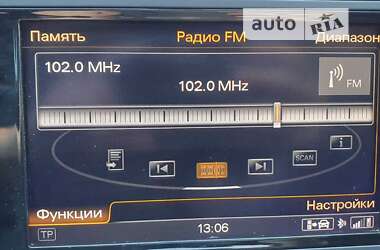 auto RIA
Память Радио FM Диапазон
102.0 MHz
102.0 MHz
FM
SCAN
i
Функции Настройки
TP 13:06